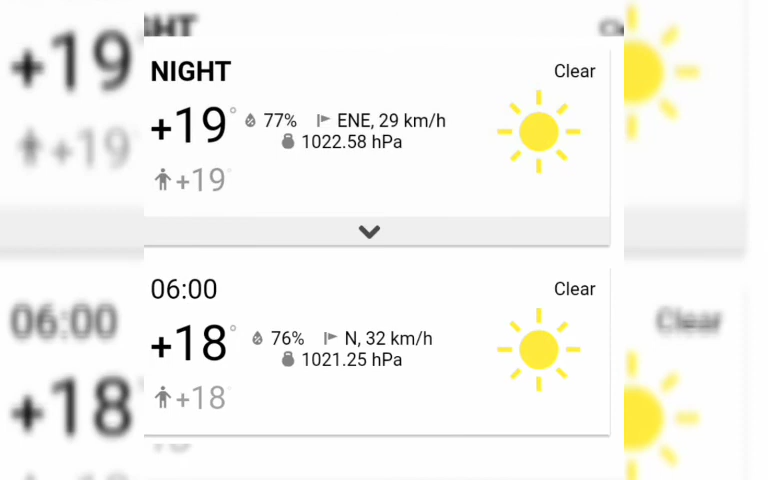 NIGHT
Clear
+19°
77% ENE, 29 km/h
1022.58 hPa
+19°
06:00
Clear
+18°
76% N, 32 km/h
1021.25 hPa
+18°